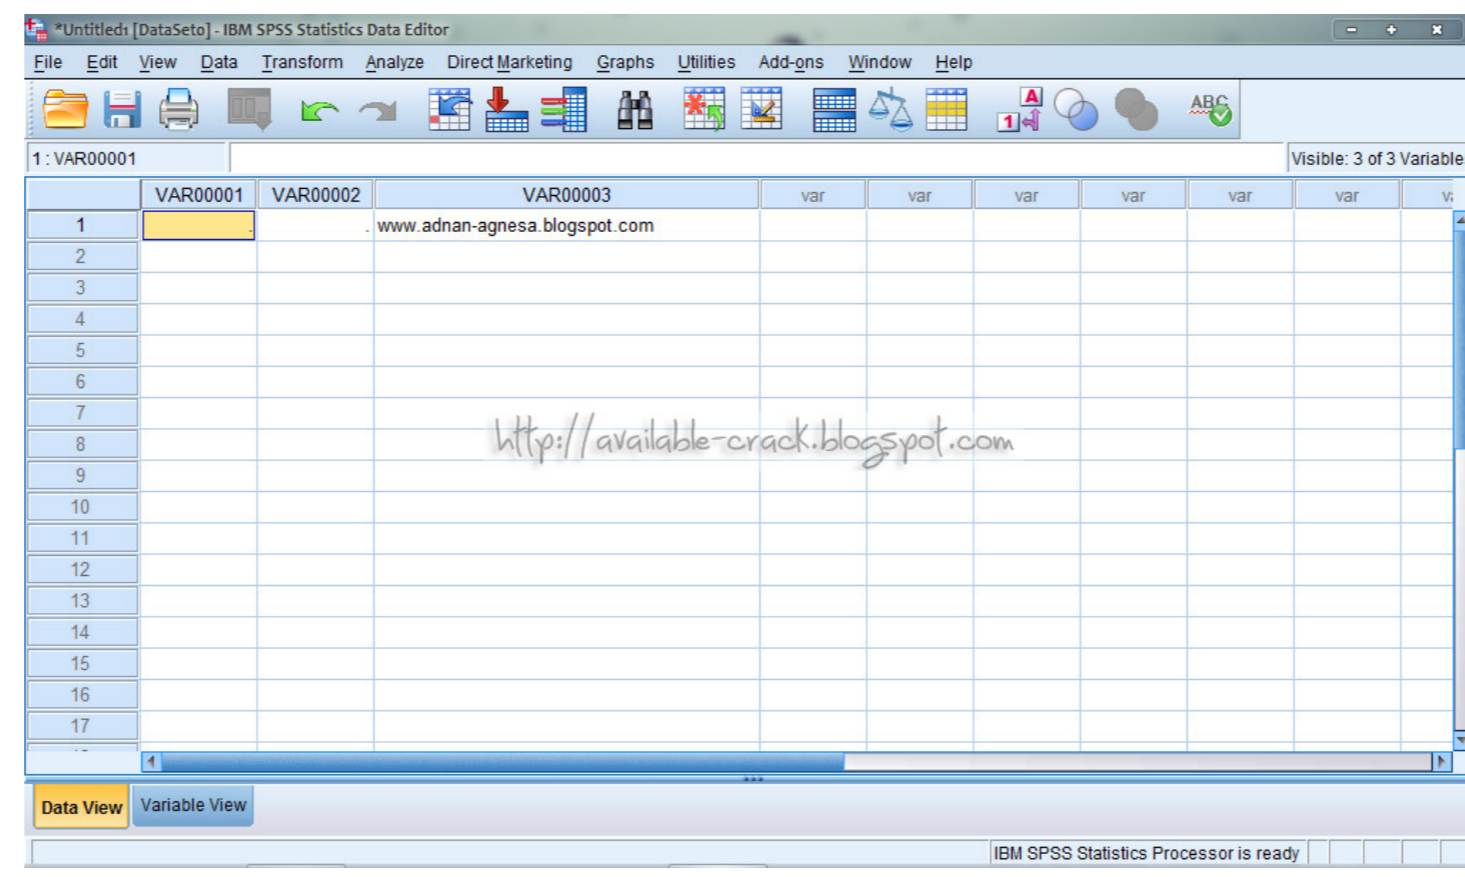 *Untitled1 [DataSet0] - IBM SPSS Statistics Data Editor
File Edit View Data Transform Analyze Direct Marketing Graphs Utilities Add-ons Window Help
A
1
ABC
1 : VAR00001
Visible: 3 of 3 Variable
VAR00001 VAR00002 VAR00003 var var var var var var
1 . . www.adnan-agnesa.blogspot.com
2
3
4
5
6
7
http://available-crack.blogspot.com
8
9
10
11
12
13
14
15
16
17
Data View Variable View
IBM SPSS Statistics Processor is ready